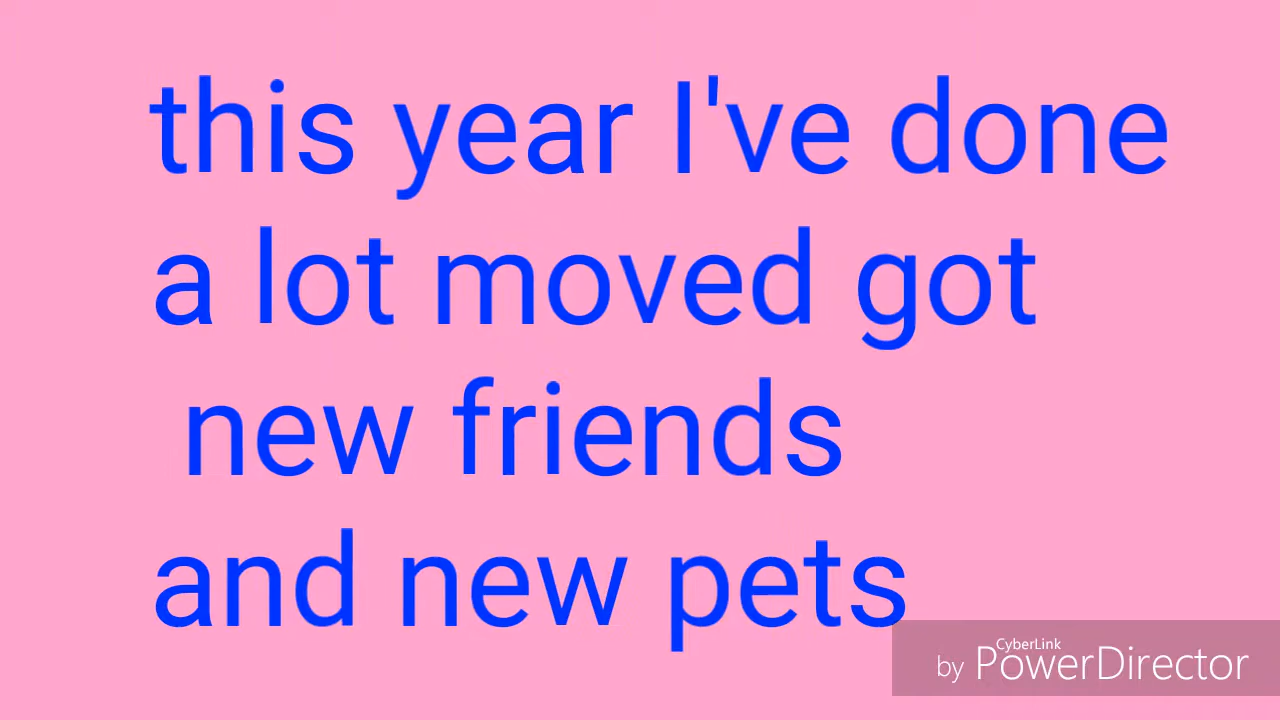 this year I've done
a lot moved got
new friends
and new pets
CyberLink
by PowerDirector